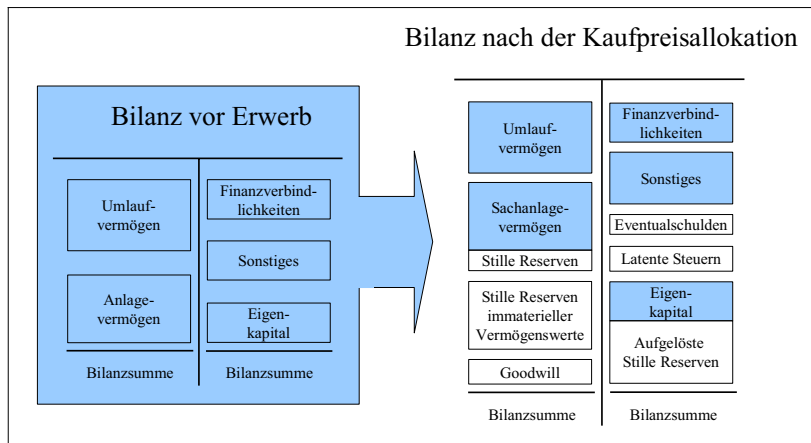 Bilanz nach der Kaufpreisallokation
Bilanz vor Erwerb
Umlauf-
vermögen
Anlage-
vermögen
Bilanzsumme
Finanzverbind-
lichkeiten
Sonstiges
Eigen-
kapital
Bilanzsumme
Umlauf-
vermögen
Sachanlage-
vermögen
Stille Reserven
Stille Reserven
immaterieller
Vermögenswerte
Goodwill
Bilanzsumme
Finanzverbind-
lichkeiten
Sonstiges
Eventualschulden
Latente Steuern
Eigen-
kapital
Aufgelöste
Stille Reserven
Bilanzsumme